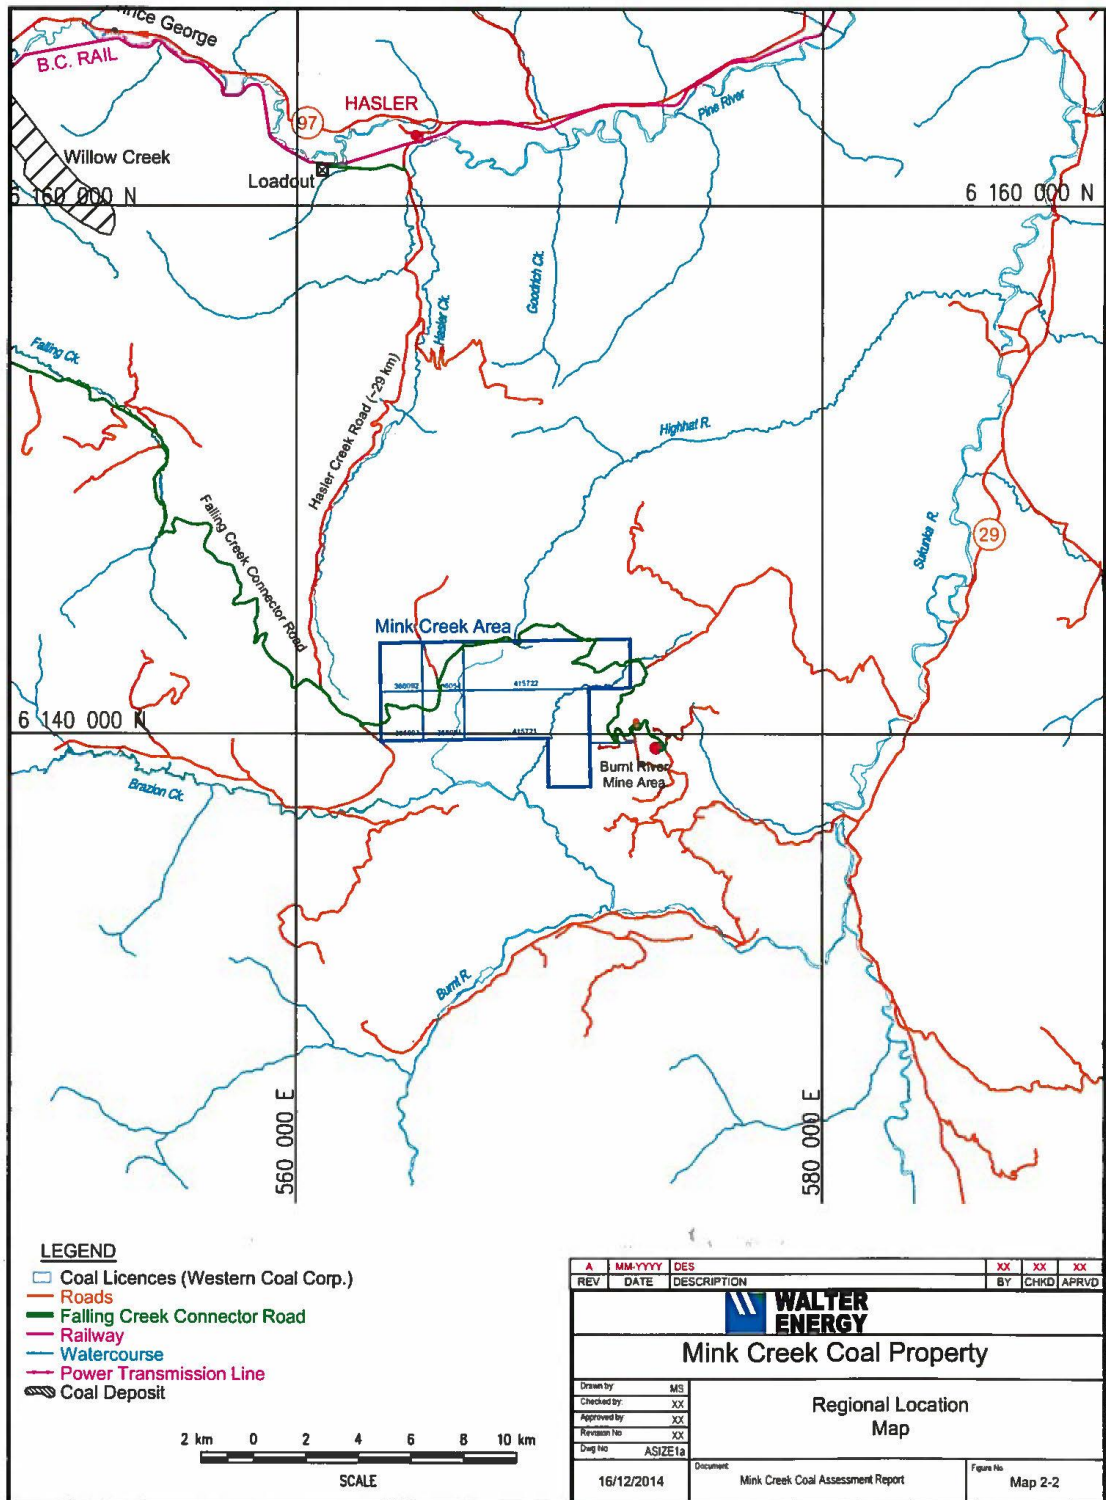 Prince George
B.C. RAIL
HASLER
97
Pine River
Willow Creek
Loadout
6 160 000 N
6 160 000 N
Goodrich Ck.
Hasler Ck.
Falling Ck.
Hasler Creek Road (~29 km)
Highhat R.
Falling Creek Connector Road
Sukunka R.
29
Mink Creek Area
415722
415721
6 140 000 N
Burnt River
Mine Area
Brazion Ck.
Burnt R.
560 000 E
580 000 E
LEGEND
Coal Licences (Western Coal Corp.)
Roads
Falling Creek Connector Road
Railway
Watercourse
Power Transmission Line
Coal Deposit
2 km 0 2 4 6 8 10 km
SCALE
A MM-YYYY DES XX XX XX
REV DATE DESCRIPTION BY CHKD APRVD
WALTER
ENERGY
Mink Creek Coal Property
Drawn by MS
Checked by: XX
Approved by XX
Revision No XX
Dwg No ASIZE1a
Regional Location
Map
16/12/2014
Document
Mink Creek Coal Assessment Report
Figure No
Map 2-2